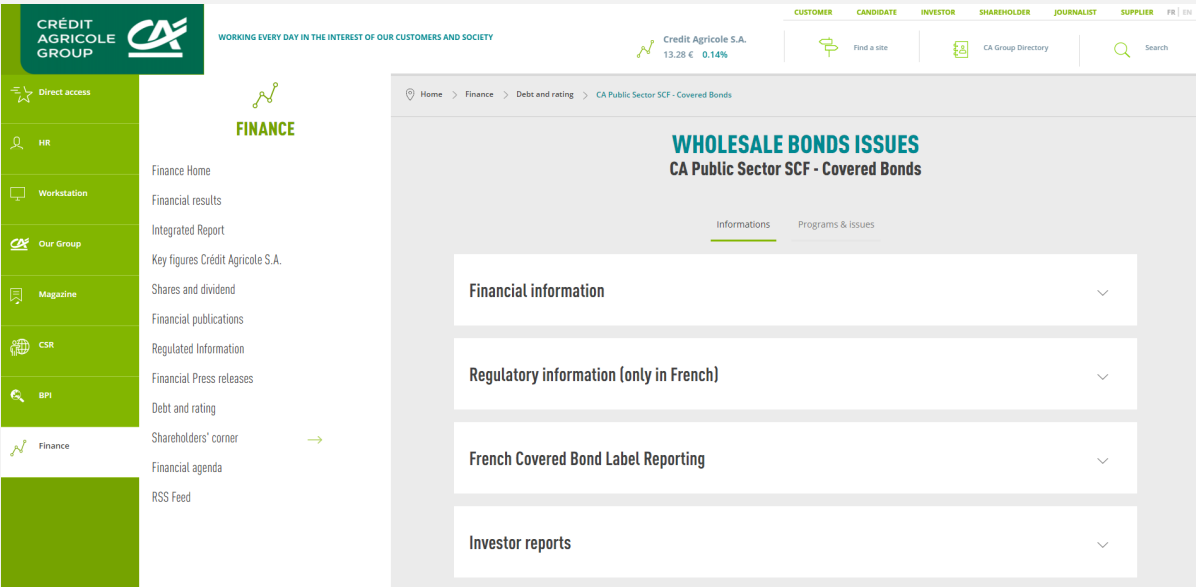 CUSTOMER CANDIDATE INVESTOR SHAREHOLDER JOURNALIST SUPPLIER FR EN
CRÉDIT
AGRICOLE
GROUP
CA
WORKING EVERY DAY IN THE INTEREST OF OUR CUSTOMERS AND SOCIETY
Credit Agricole S.A.
13.28 € 0.14%
Find a site
CA Group Directory
Search
Direct access
HR
Workstation
CA Our Group
Magazine
CSR
BPI
Finance
FINANCE
Finance Home
Financial results
Integrated Report
Key figures Crédit Agricole S.A.
Shares and dividend
Financial publications
Regulated Information
Financial Press releases
Debt and rating
Shareholders' corner
Financial agenda
RSS Feed
Home > Finance > Debt and rating > CA Public Sector SCF - Covered Bonds
WHOLESALE BONDS ISSUES
CA Public Sector SCF - Covered Bonds
Informations Programs & issues
Financial information
Regulatory information (only in French)
French Covered Bond Label Reporting
Investor reports